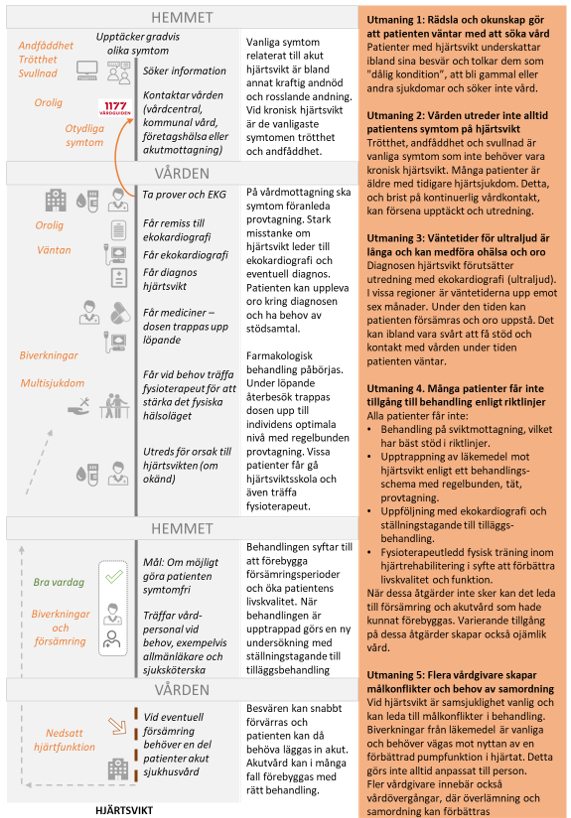 HEMMET
Upptäcker gradvis
olika symtom
Andfåddhet
Trötthet
Svullnad
Söker information
Orolig
1177
VÅRDGUIDEN
Kontaktar vården
(vårdcentral,
kommunal vård,
företagshälsa eller
akutmottagning)
Otydliga
symtom
Vanliga symtom
relaterat till akut
hjärtsvikt är bland
annat kraftig andnöd
och rosslande andning.
Vid kronisk hjärtsvikt
är de vanligaste
symtomen trötthet
och andfåddhet.
VÅRDEN
Ta prover och EKG
Orolig
Får remiss till
ekokardiografi
Väntan
Får ekokardiografi
Får diagnos
hjärtsvikt
Får mediciner –
dosen trappas upp
löpande
Biverkningar
Multisjukdom
Får vid behov träffa
fysioterapeut för att
stärka det fysiska
hälsoläget
Utreds för orsak till
hjärtsvikten (om
okänd)
På vårdmottagning ska
symtom föranleda
provtagning. Stark
misstanke om
hjärtsvikt leder till
ekokardiografi och
eventuell diagnos.
Patienten kan uppleva
oro kring diagnosen
och ha behov av
stödsamtal.
Farmakologisk
behandling påbörjas.
Under löpande
återbesök trappas
dosen upp till
individens optimala
nivå med regelbunden
provtagning. Vissa
patienter får gå
hjärtsviktsskola och
även träffa
fysioterapeut.
HEMMET
Bra vardag
Mål: Om möjligt
göra patienten
symtomfri
Biverkningar
och
försämring
Träffar vård-
personal vid
behov, exempelvis
allmänläkare och
sjuksköterska
Behandlingen syftar till
att förebygga
försämringsperioder
och öka patientens
livskvalitet. När
behandlingen är
upptrappad görs en ny
undersökning med
ställningstagande till
tilläggsbehandling
VÅRDEN
Nedsatt
hjärtfunktion
Vid eventuell
försämring
behöver en del
patienter akut
sjukhusvård
Besvären kan snabbt
förvärras och
patienten kan då
behöva läggas in akut.
Akutvård kan i många
fall förebyggas med
rätt behandling.
HJÄRTSVIKT
Utmaning 1: Rädsla och okunskap gör
att patienten väntar med att söka vård
Patienter med hjärtsvikt underskattar
ibland sina besvär och tolkar dem som
"dålig kondition”, att bli gammal eller
andra sjukdomar och söker inte vård.
Utmaning 2: Vården utreder inte alltid
patientens symtom på hjärtsvikt
Trötthet, andfåddhet och svullnad är
vanliga symtom som inte behöver vara
kronisk hjärtsvikt. Många patienter är
äldre med tidigare hjärtsjukdom. Detta,
och brist på kontinuerlig vårdkontakt,
kan försena upptäckt och utredning.
Utmaning 3: Väntetider för ultraljud är
långa och kan medföra ohälsa och oro
Diagnosen hjärtsvikt förutsätter
utredning med ekokardiografi (ultraljud).
I vissa regioner är väntetiderna upp emot
sex månader. Under den tiden kan
patienten försämras och oro uppstå. Det
kan ibland vara svårt att få stöd och
kontakt med vården under tiden
patienten väntar.
Utmaning 4. Många patienter får inte
tillgång till behandling enligt riktlinjer
Alla patienter får inte:
• Behandling på sviktmottagning, vilket
har bäst stöd i riktlinjer.
• Upptrappning av läkemedel mot
hjärtsvikt enligt ett behandlings-
schema med regelbunden, tät,
provtagning.
• Uppföljning med ekokardiografi och
ställningstagande till tilläggs-
behandling.
• Fysioterapeutledd fysisk träning inom
hjärtrehabilitering i syfte att förbättra
livskvalitet och funktion.
När dessa åtgärder inte sker kan det leda
till försämring och akutvård som hade
kunnat förebyggas. Varierande tillgång
på dessa åtgärder skapar också ojämlik
vård.
Utmaning 5: Flera vårdgivare skapar
målkonflikter och behov av samordning
Vid hjärtsvikt är samsjuklighet vanlig och
kan leda till målkonflikter i behandling.
Biverkningar från läkemedel är vanliga
och behöver vägas mot nyttan av en
förbättrad pumpfunktion i hjärtat. Detta
görs inte alltid anpassat till person.
Fler vårdgivare innebär också
vårdövergångar, där överlämning och
samordning kan förbättras